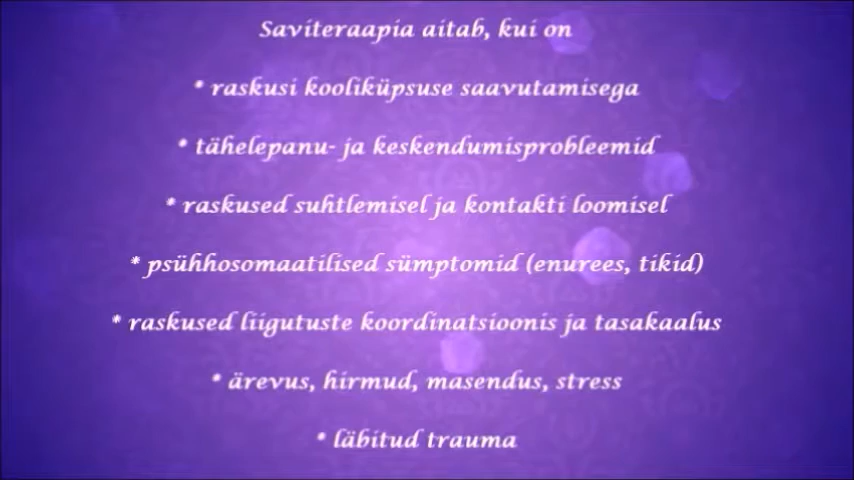 Saviteraapia aitab, kui on
* raskusi kooliküpsuse saavutamisega
* tähelepanu- ja keskendumisprobleemid
* raskused suhtlemisel ja kontakti loomisel
* psühhosomaatilised sümptomid (enurees, tikid)
* raskused liigutuste koordinatsioonis ja tasakaalus
* ärevus, hirmud, masendus, stress
* läbitud trauma